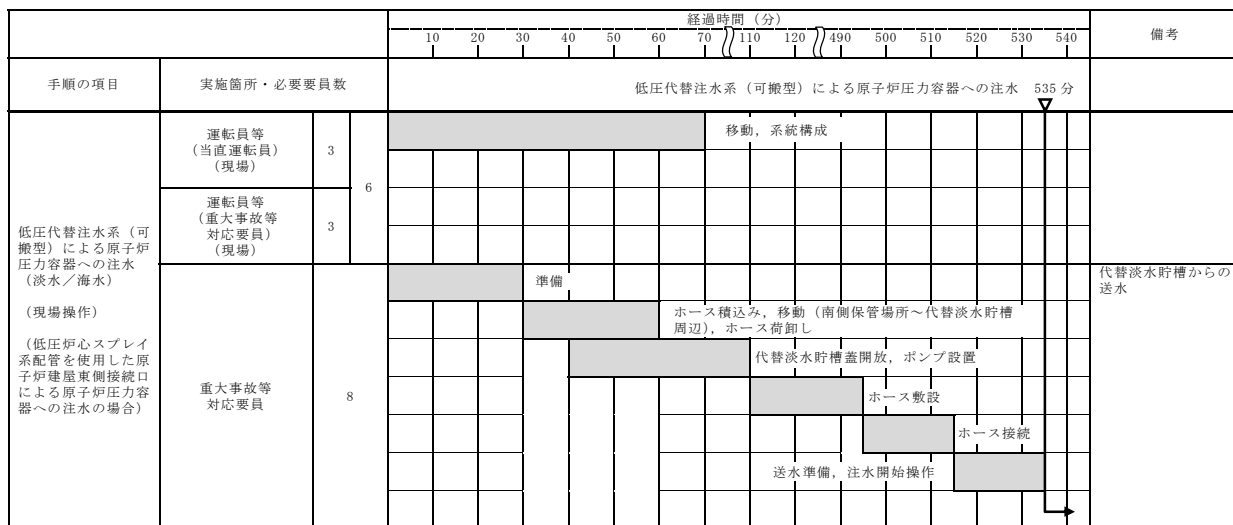 経過時間（分）
備考
10 20 30 40 50 60 70 110 120 490 500 510 520 530 540
手順の項目
実施箇所・必要要員数
低圧代替注水系（可搬型）による原子炉圧力容器への注水 535 分
運転員等
（当直運転員）
（現場）
3
移動，系統構成
6
運転員等
（重大事故等
対応要員）
（現場）
3
低圧代替注水系（可
搬型）による原子炉
圧力容器への注水
（淡水／海水）
（現場操作）
（低圧炉心スプレイ
系配管を使用した原
子炉建屋東側接続口
による原子炉圧力容
器への注水の場合）
重大事故等
対応要員
8
準備
ホース積込み，移動（南側保管場所～代替淡水貯槽
周辺），ホース荷卸し
代替淡水貯槽蓋開放，ポンプ設置
ホース敷設
ホース接続
送水準備，注水開始操作
代替淡水貯槽からの
送水